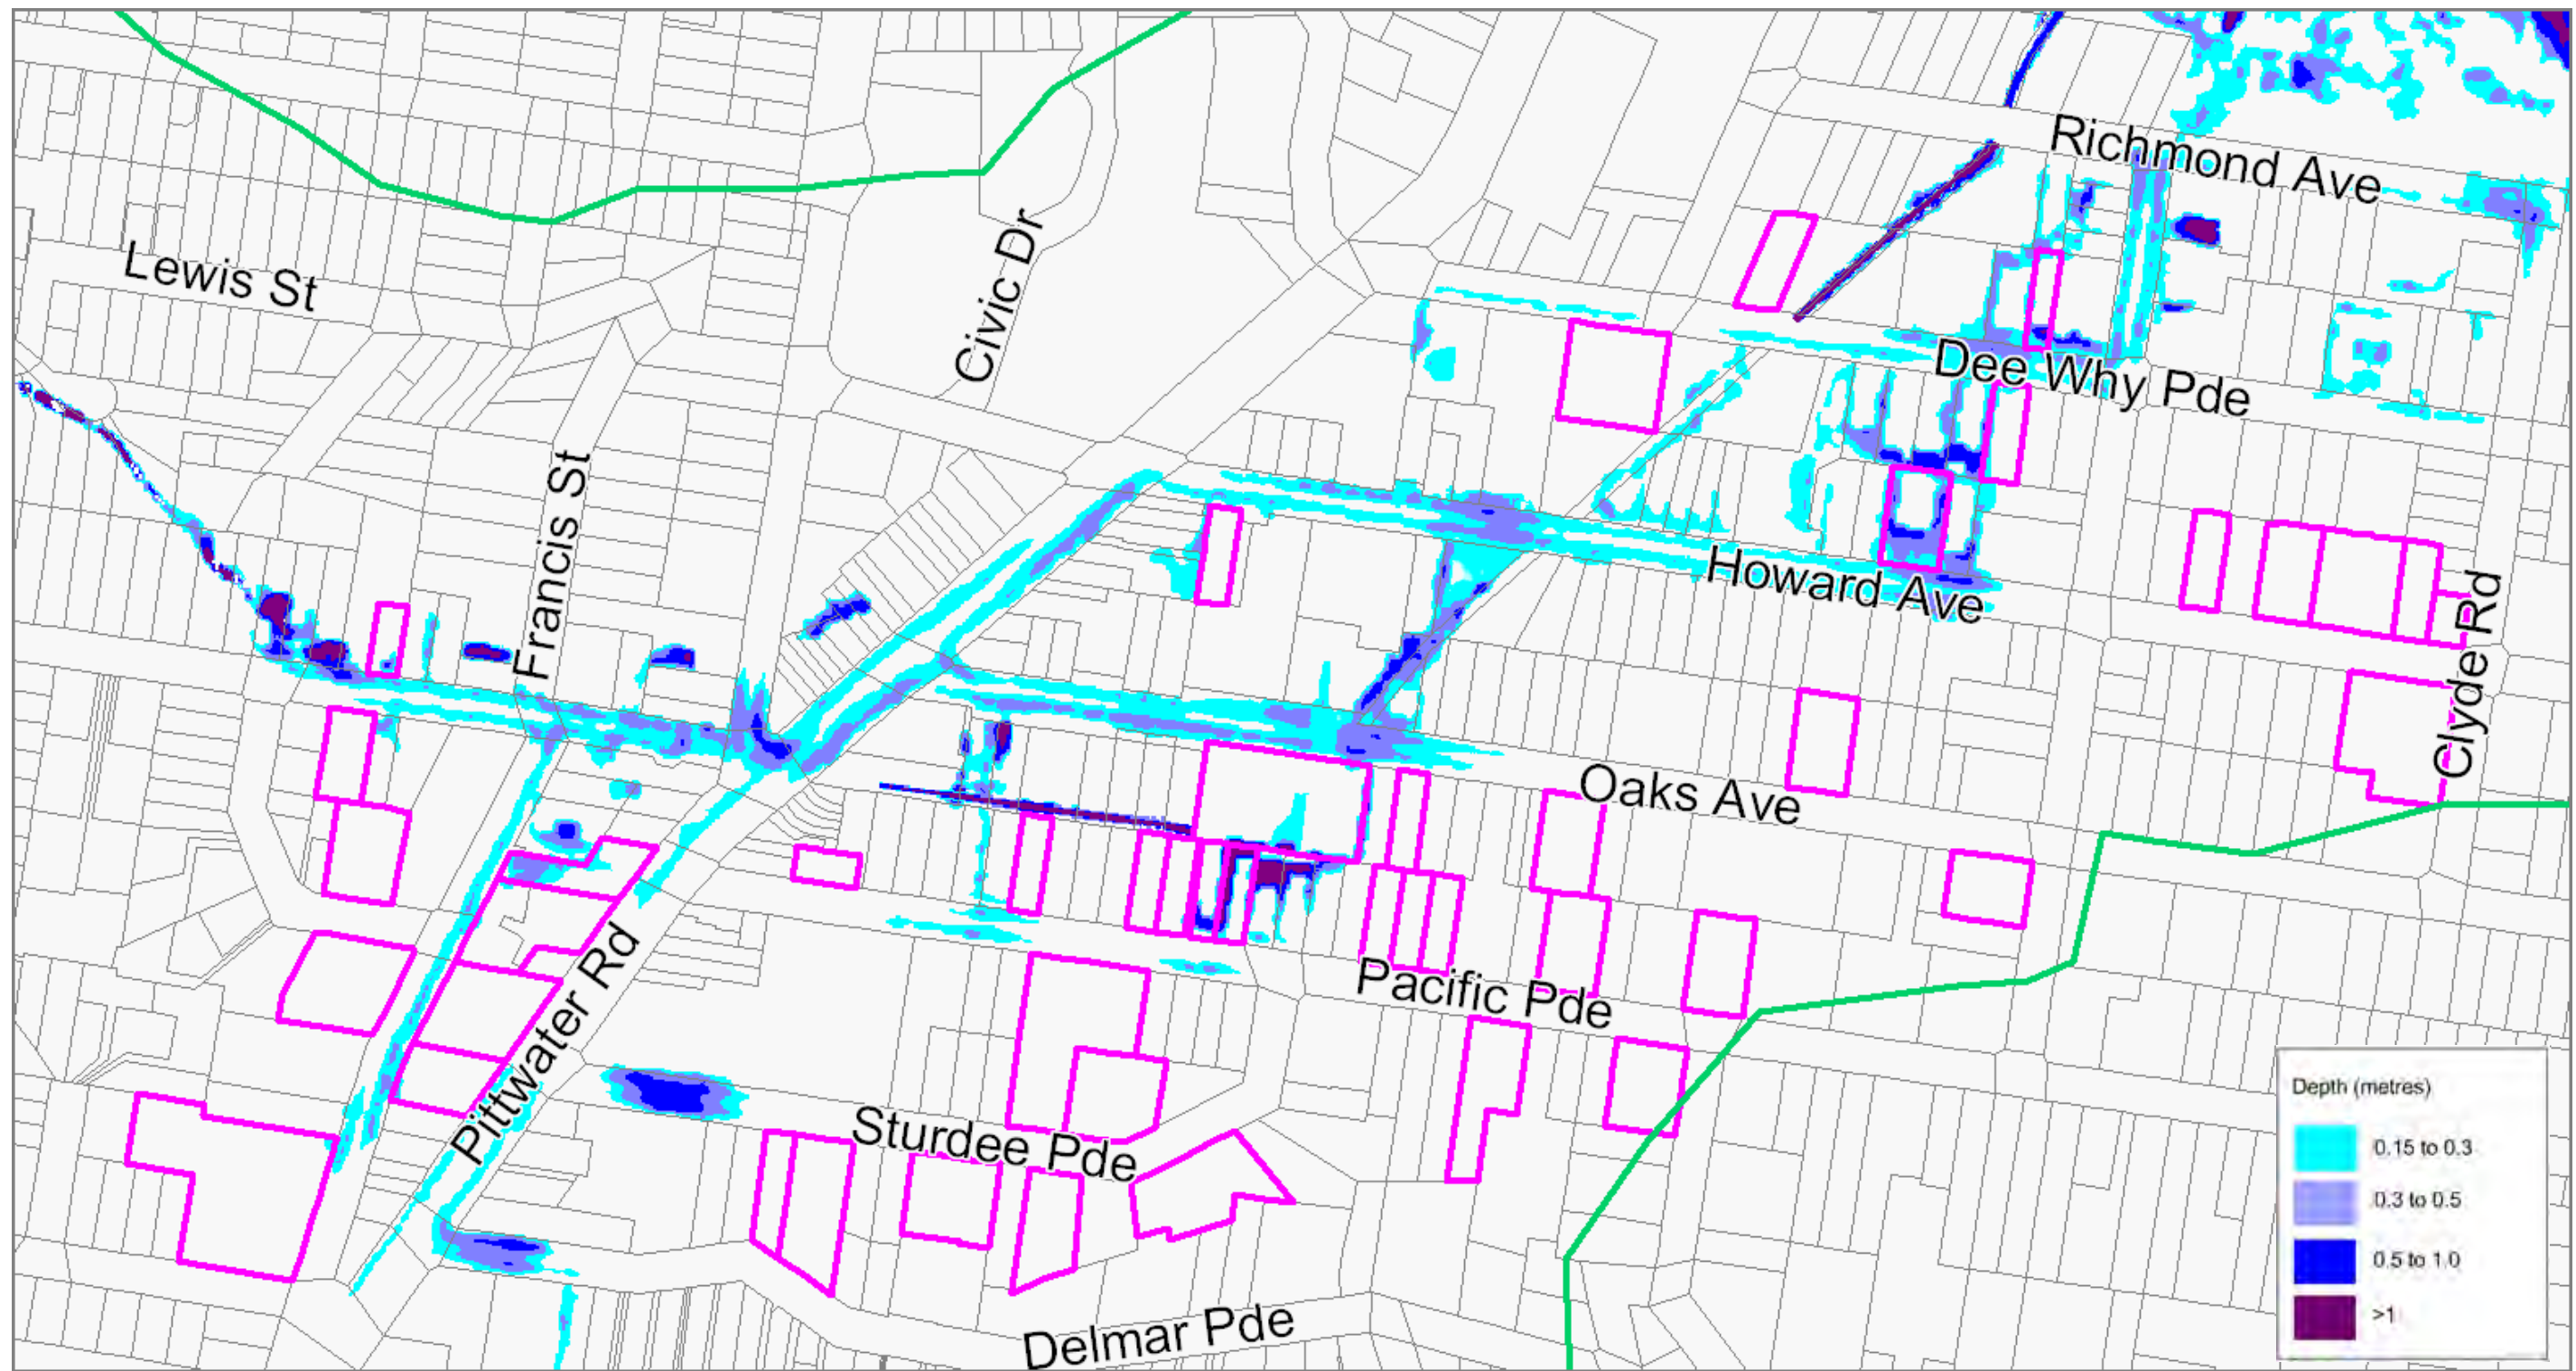 Richmond Ave
Lewis St
Civic Dr
Dee Why Pde
Francis St
Howard Ave
Clyde Rd
Oaks Ave
Pittwater Rd
Pacific Pde
Sturdee Pde
Delmar Pde
Depth (metres)
0.15 to 0.3
0.3 to 0.5
0.5 to 1.0
>1